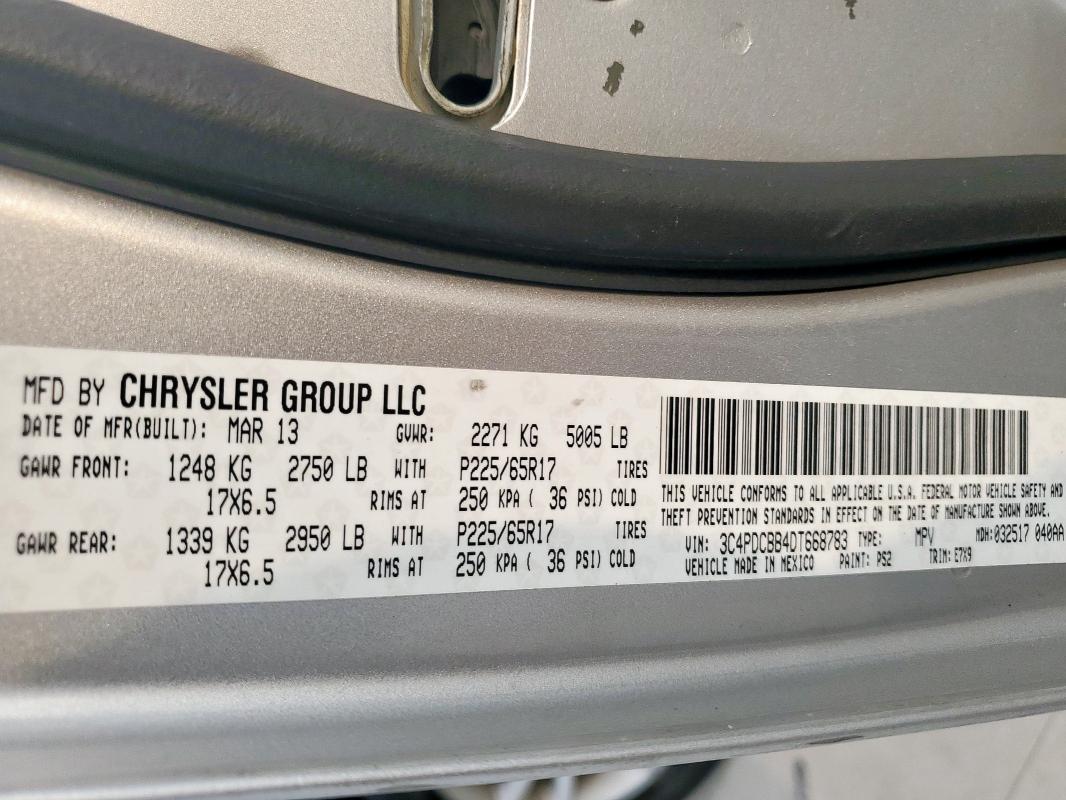 MFD BY CHRYSLER GROUP LLC
DATE OF MFR(BUILT): MAR 13 GVWR: 2271 KG 5005 LB
GAWR FRONT: 1248 KG 2750 LB WITH P225/65R17 TIRES
17X6.5 RIMS AT 250 KPA ( 36 PSI) COLD
GAWR REAR: 1339 KG 2950 LB WITH P225/65R17 TIRES
17X6.5 RIMS AT 250 KPA ( 36 PSI) COLD
THIS VEHICLE CONFORMS TO ALL APPLICABLE U.S.A. FEDERAL MOTOR VEHICLE SAFETY AND
THEFT PREVENTION STANDARDS IN EFFECT ON THE DATE OF MANUFACTURE SHOWN ABOVE.
VIN: 3C4PDCBB4DT668783 TYPE: MPV MDH:032517 040AA
VEHICLE MADE IN MEXICO PAINT: PS2 TRIM: E7X9